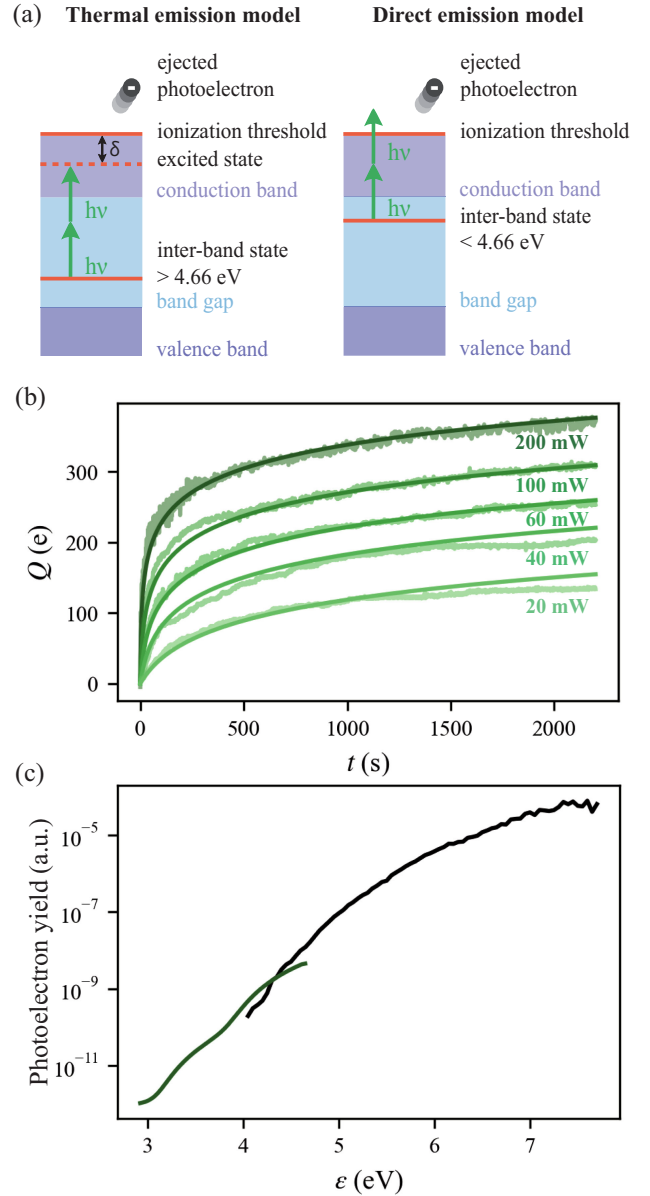 (a) Thermal emission model Direct emission model
ejected
photoelectron
ionization threshold
δ
excited state
hν
conduction band
hν
inter-band state
> 4.66 eV
band gap
valence band
ejected
photoelectron
ionization threshold
hν
conduction band
hν
inter-band state
< 4.66 eV
band gap
valence band
(b)
Q (e)
300
200
100
0
200 mW
100 mW
60 mW
40 mW
20 mW
0 500 1000 1500 2000
t (s)
(c)
Photoelectron yield (a.u.)
10⁻⁵
10⁻⁷
10⁻⁹
10⁻¹¹
3 4 5 6 7
ε (eV)